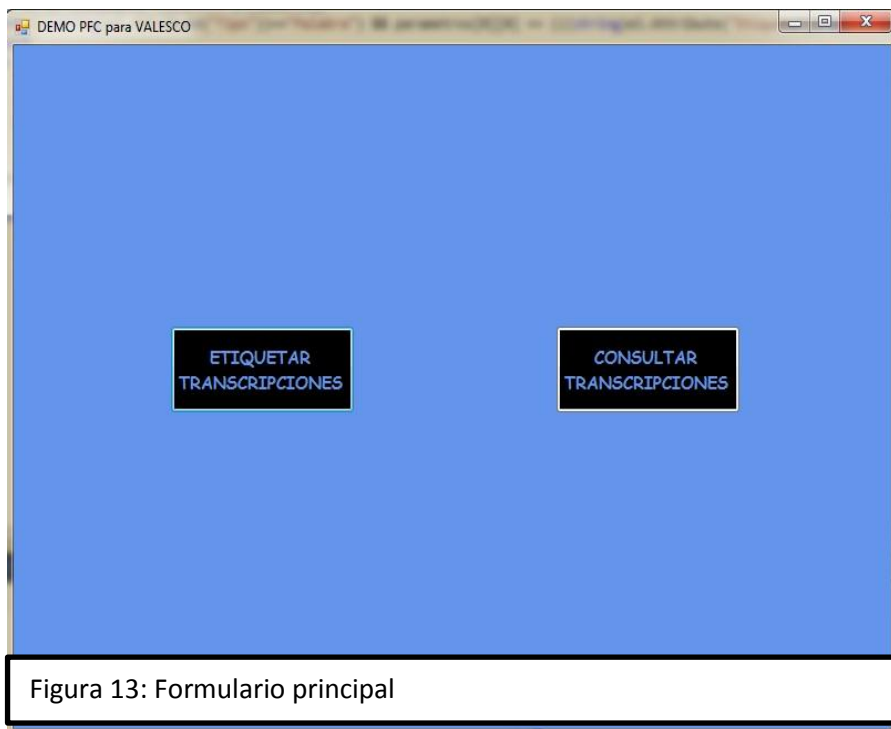 DEMO PFC para VALESCO
ETIQUETAR
TRANSCRIPCIONES
CONSULTAR
TRANSCRIPCIONES
Figura 13: Formulario principal